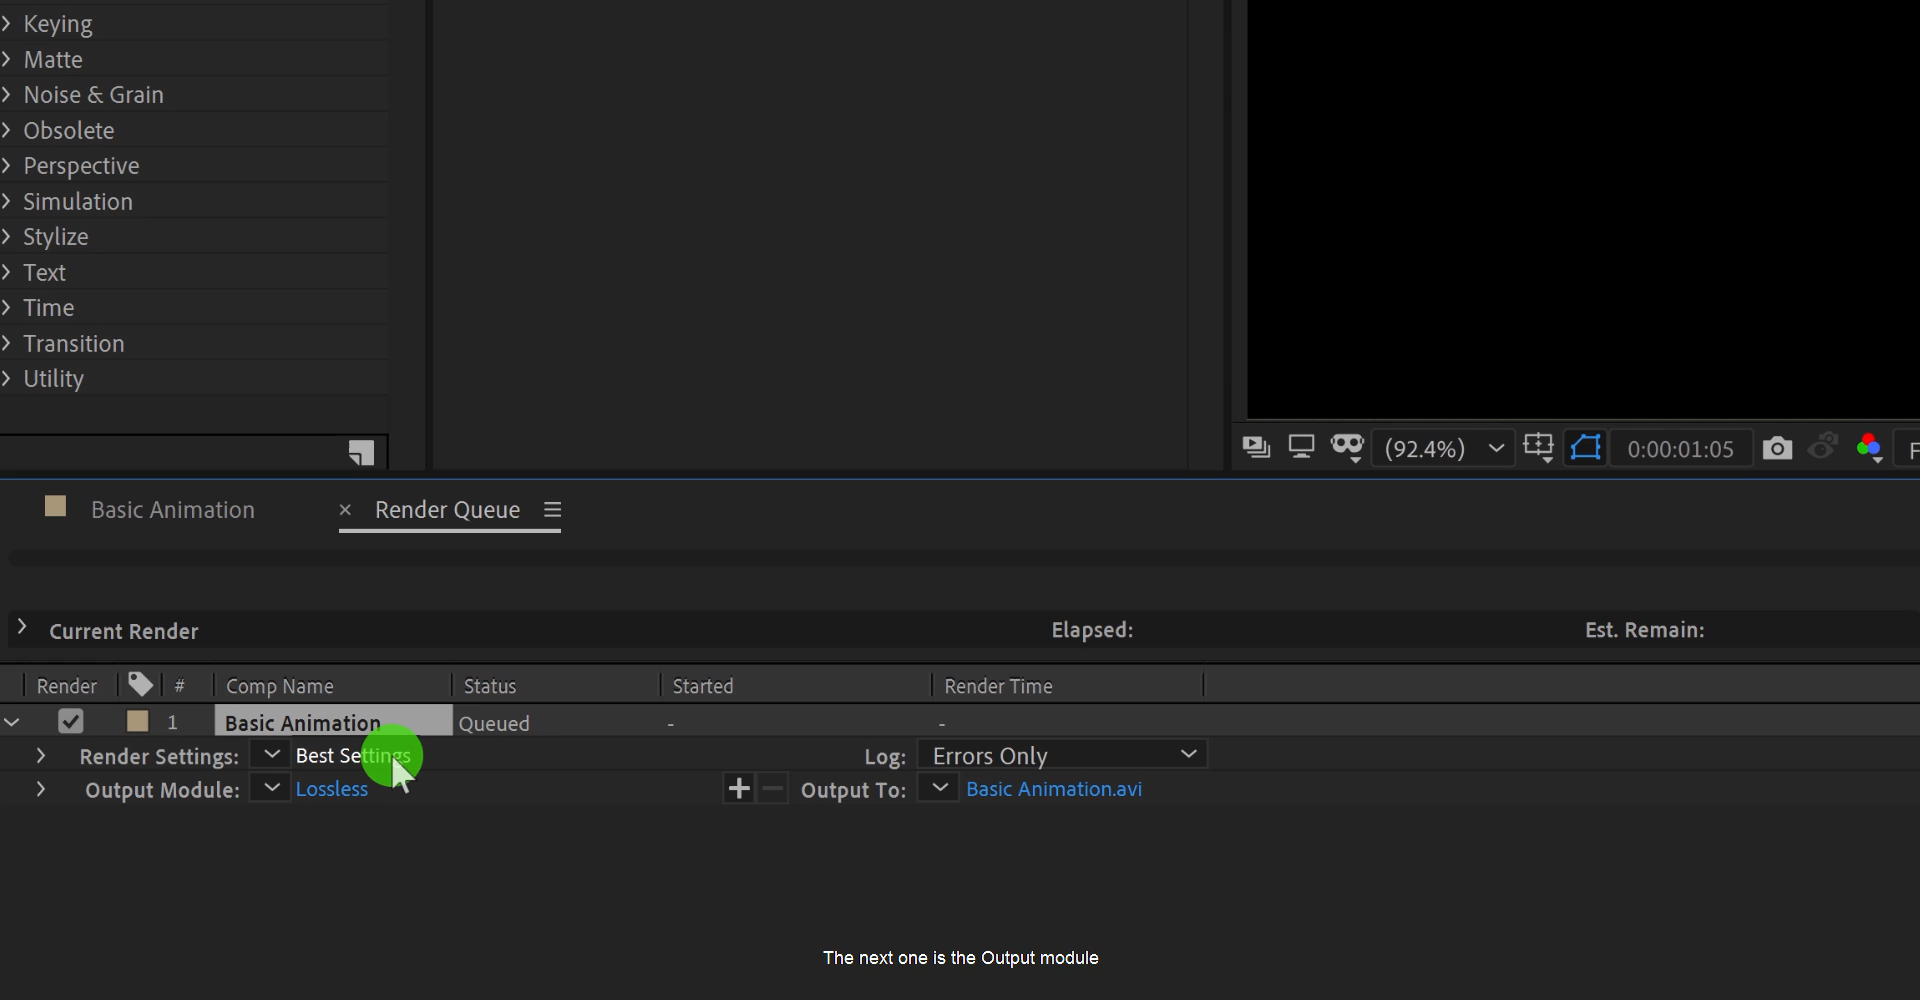 Keying
Matte
Noise & Grain
Obsolete
Perspective
Simulation
Stylize
Text
Time
Transition
Utility
(92.4%) 0:00:01:05 F
Basic Animation × Render Queue
Current Render Elapsed: Est. Remain:
Render # Comp Name Status Started Render Time
1 Basic Animation Queued - -
Render Settings: Best Settings Log: Errors Only
Output Module: Lossless + − Output To: Basic Animation.avi
The next one is the Output module